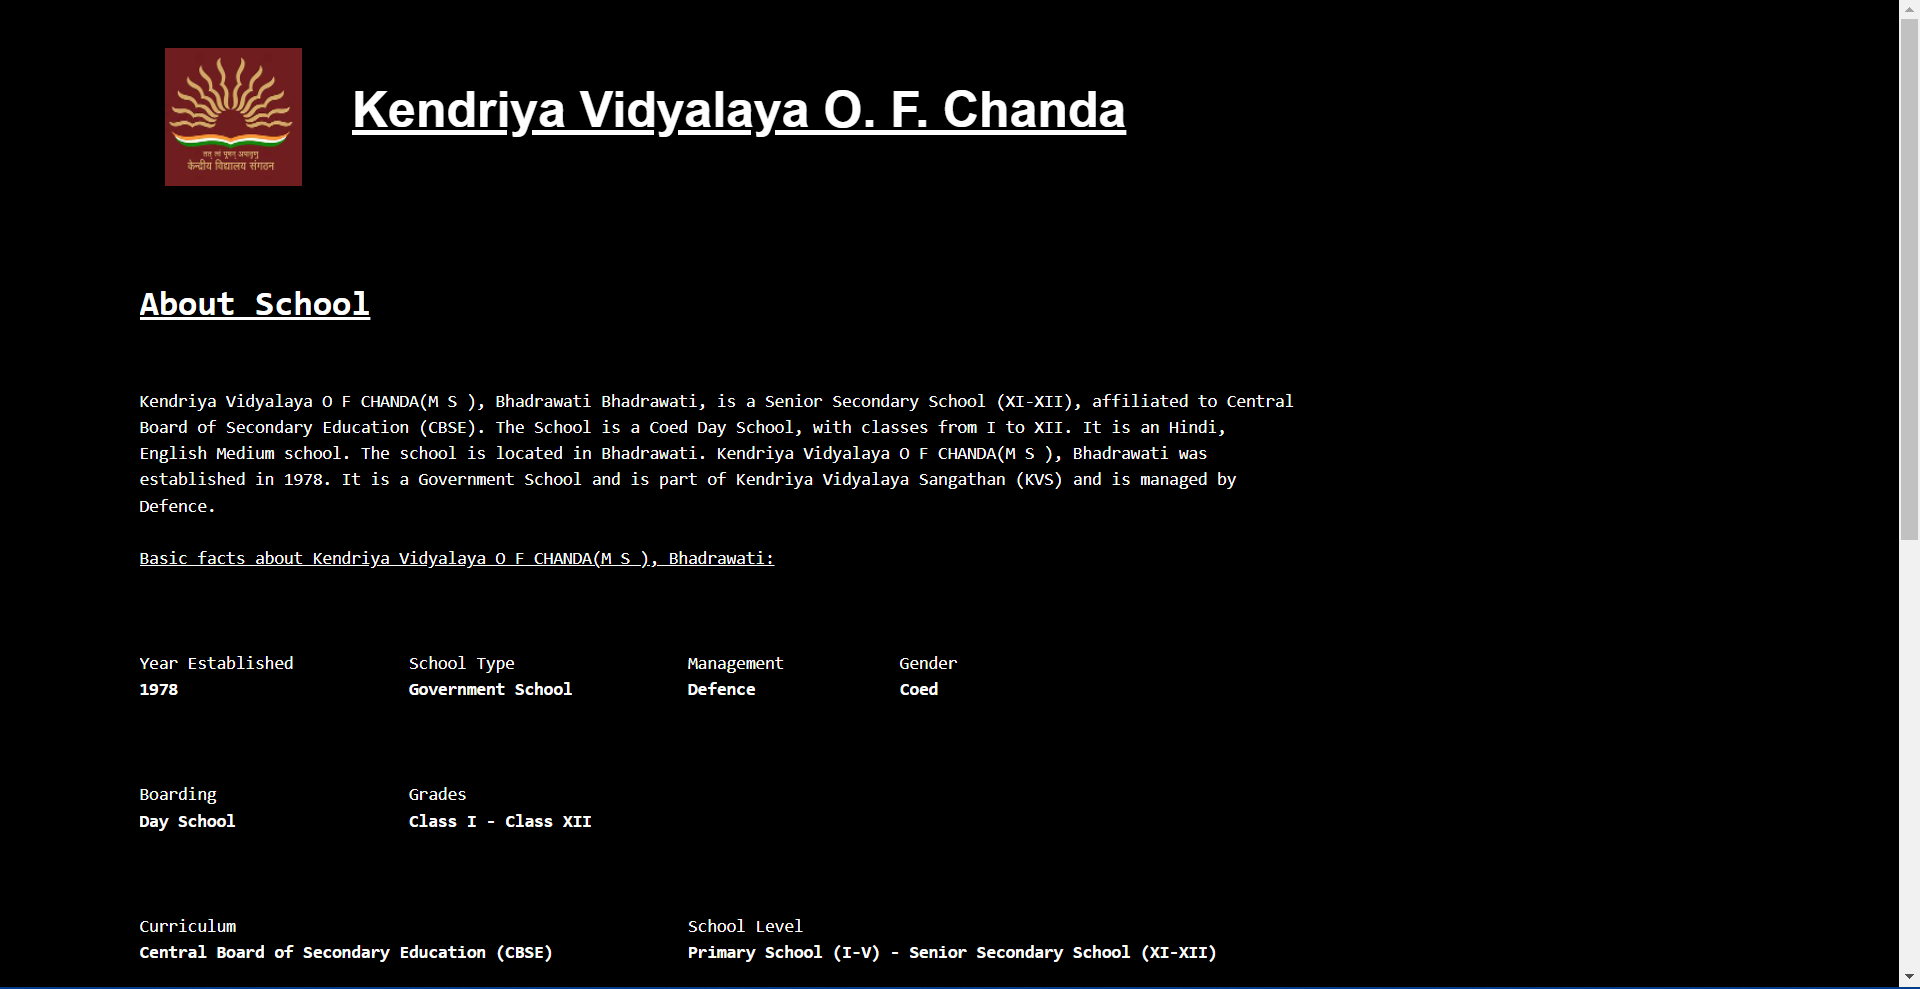 तत् त्वं पूषन् अपावृणु
केन्द्रीय विद्यालय संगठन
Kendriya Vidyalaya O. F. Chanda
About School
Kendriya Vidyalaya O F CHANDA(M S ), Bhadrawati Bhadrawati, is a Senior Secondary School (XI-XII), affiliated to Central
Board of Secondary Education (CBSE). The School is a Coed Day School, with classes from I to XII. It is an Hindi,
English Medium school. The school is located in Bhadrawati. Kendriya Vidyalaya O F CHANDA(M S ), Bhadrawati was
established in 1978. It is a Government School and is part of Kendriya Vidyalaya Sangathan (KVS) and is managed by
Defence.
Basic facts about Kendriya Vidyalaya O F CHANDA(M S ), Bhadrawati:
Year Established School Type Management Gender
1978 Government School Defence Coed
Boarding Grades
Day School Class I - Class XII
Curriculum School Level
Central Board of Secondary Education (CBSE) Primary School (I-V) - Senior Secondary School (XI-XII)